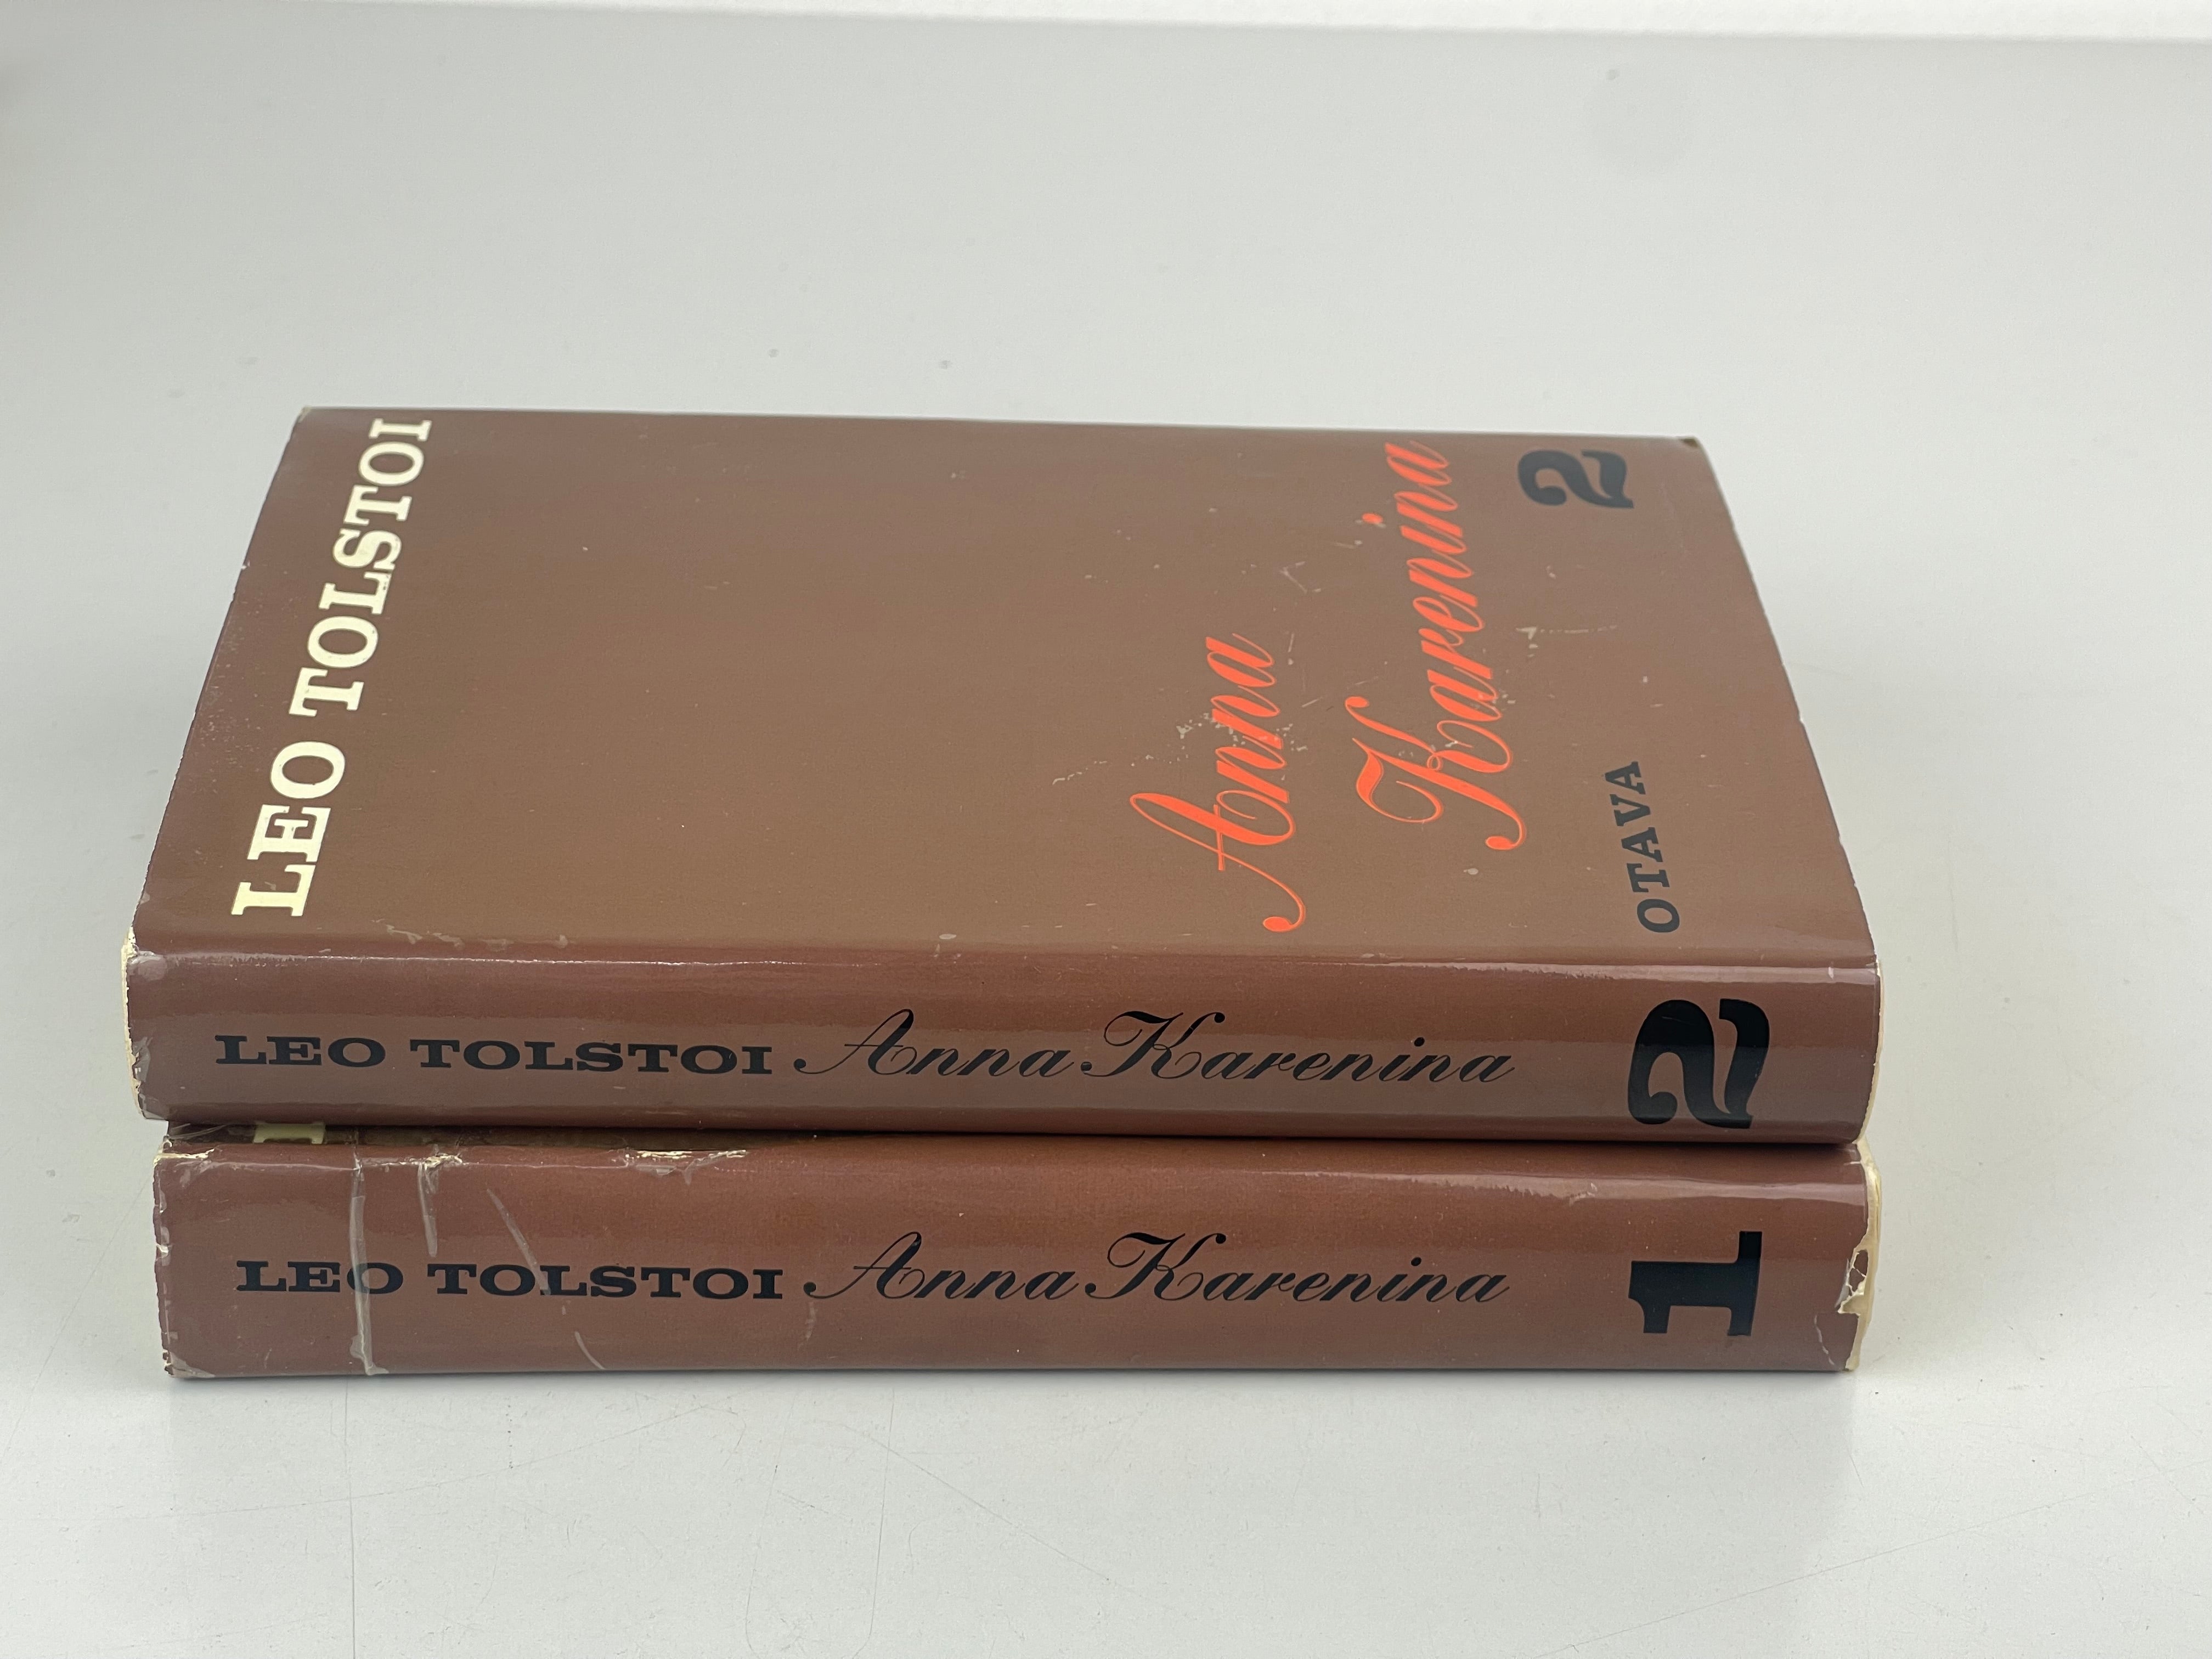 LEO TOLSTOI
Anna
Karenina
2
OTAVA
LEO TOLSTOI Anna Karenina 2
LEO TOLSTOI Anna Karenina 1